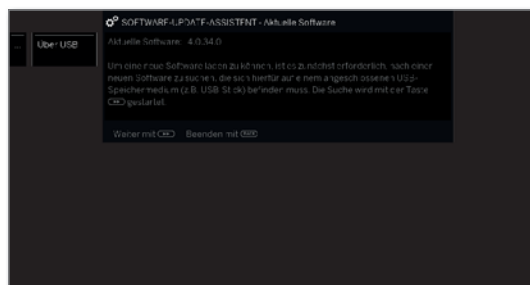 SOFTWARE-UPDATE-ASSISTENT - Aktuelle Software
...
Über USB
Aktuelle Software: 4.0.34.0
Um eine neue Software laden zu können, ist es zunächst erforderlich, nach einer
neuen Software zu suchen, die sich hierfür auf einem angeschlossenen USB-
Speichermedium (z.B. USB-Stick) befinden muss. Die Suche wird mit der Taste
gestartet.
Weiter mit Beenden mit